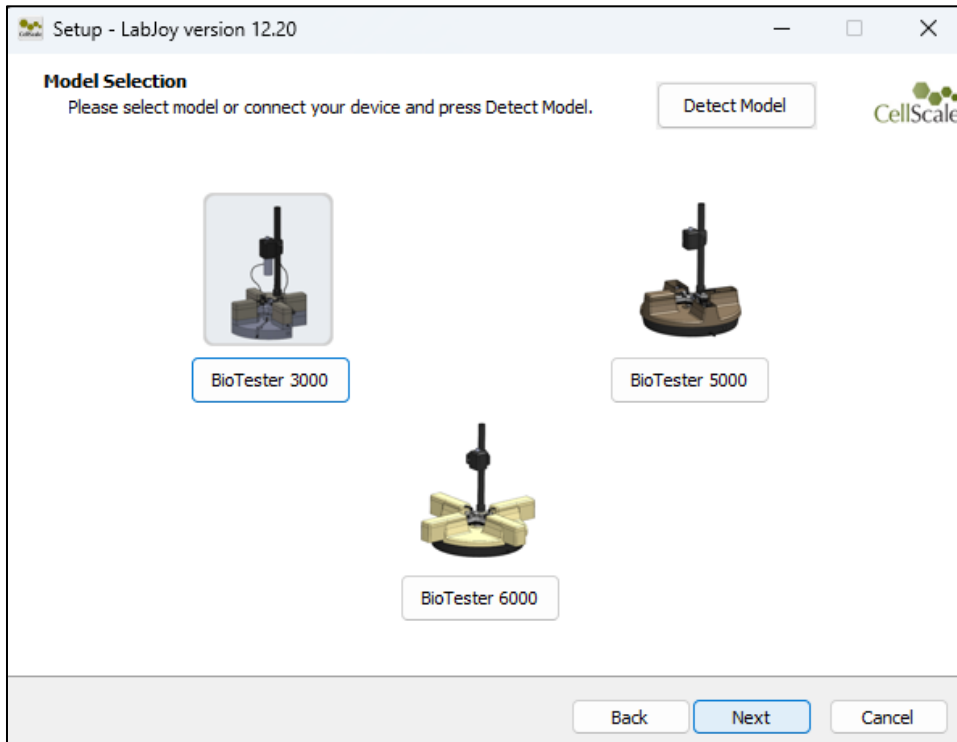 Setup - LabJoy version 12.20
Model Selection
Please select model or connect your device and press Detect Model.
Detect Model
CellScale
BioTester 3000
BioTester 5000
BioTester 6000
Back
Next
Cancel